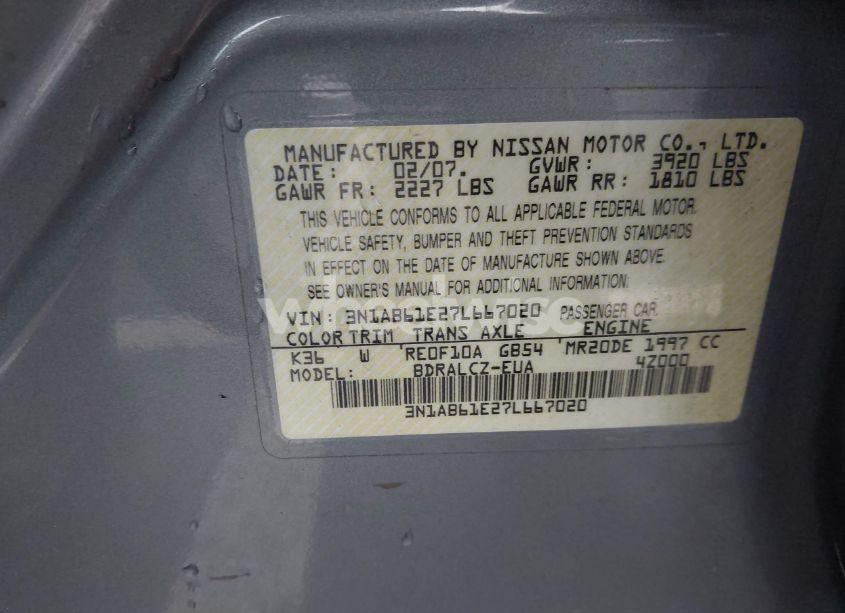 MANUFACTURED BY NISSAN MOTOR CO., LTD.
DATE: 02/07. GVWR: 3920 LBS
GAWR FR: 2227 LBS GAWR RR: 1810 LBS
THIS VEHICLE CONFORMS TO ALL APPLICABLE FEDERAL MOTOR
VEHICLE SAFETY, BUMPER AND THEFT PREVENTION STANDARDS
IN EFFECT ON THE DATE OF MANUFACTURE SHOWN ABOVE.
SEE OWNER'S MANUAL FOR ADDITIONAL INFORMATION.
VIN: 3N1AB61E27L667020 PASSENGER CAR
COLOR TRIM TRANS AXLE ENGINE
K36 W RE0F10A GB54 MR20DE 1997 CC
MODEL: BDRALCZ-EUA 4Z000
3N1AB61E27L667020